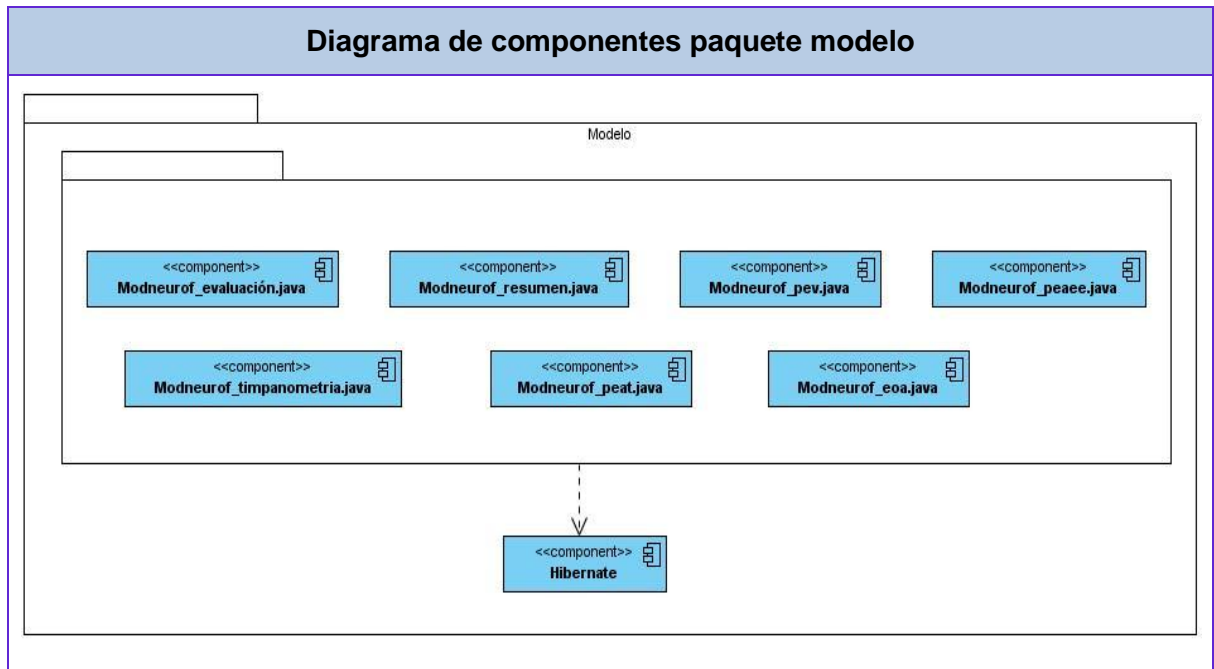 Diagrama de componentes paquete modelo
Modelo
<<component>>
Modneurof_evaluación.java
<<component>>
Modneurof_resumen.java
<<component>>
Modneurof_pev.java
<<component>>
Modneurof_peaee.java
<<component>>
Modneurof_timpanometria.java
<<component>>
Modneurof_peat.java
<<component>>
Modneurof_eoa.java
<<component>>
Hibernate